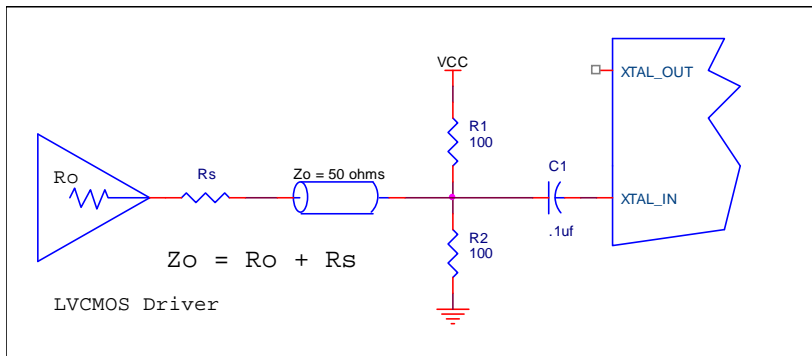 VCC
XTAL_OUT
R1
100
Ro
Rs
Zo = 50 ohms
C1
XTAL_IN
.1uf
R2
100
Zo = Ro + Rs
LVCMOS Driver